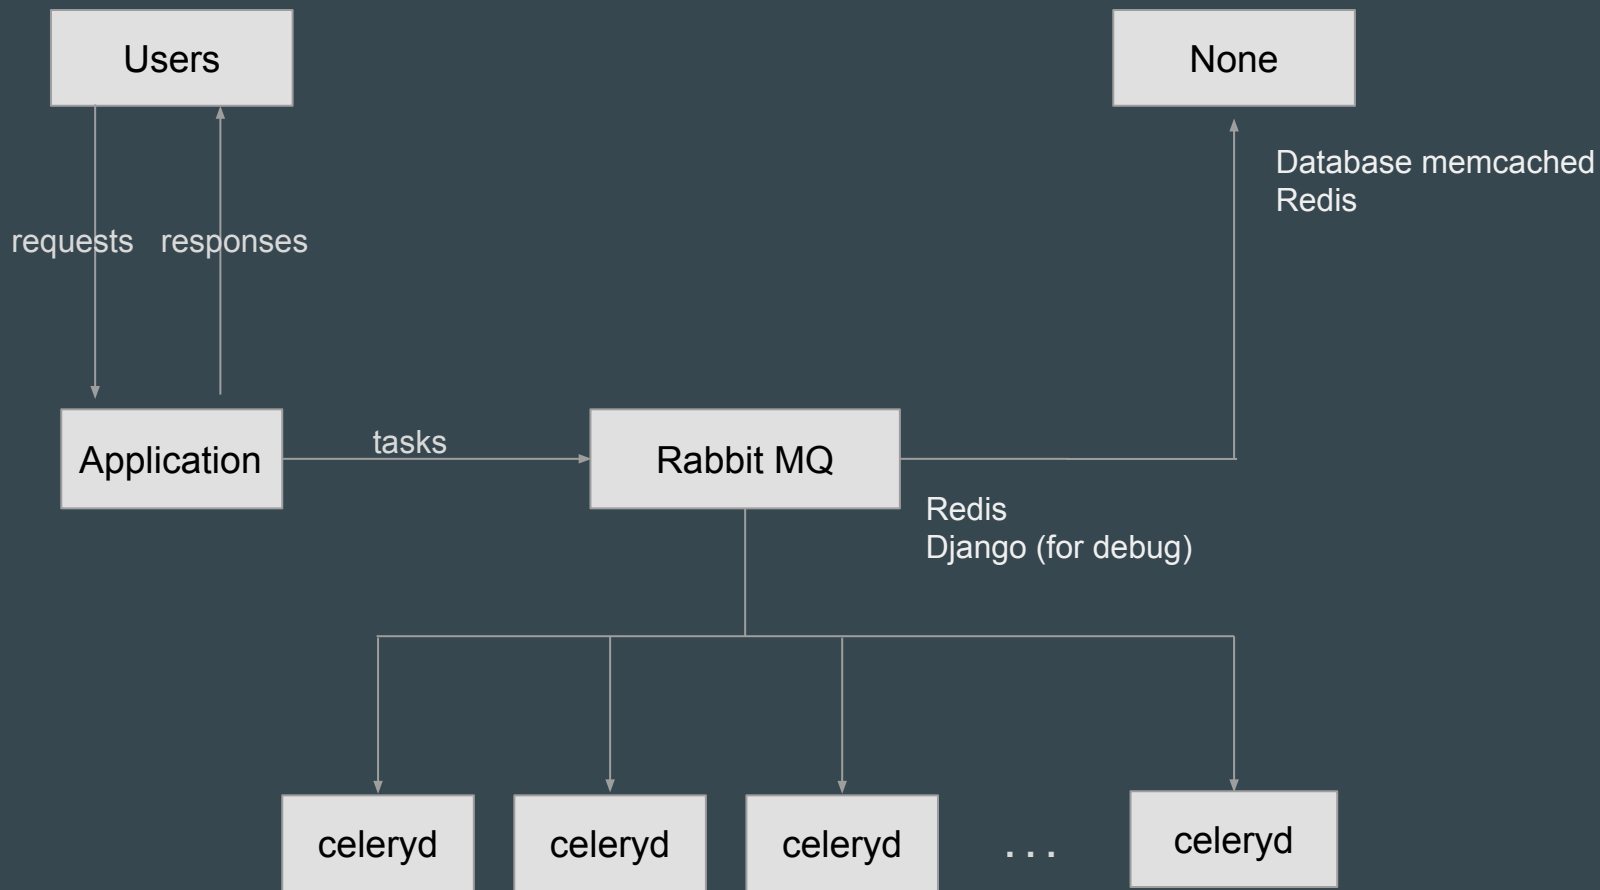 Users
None
Database memcached
Redis
requests
responses
Application
tasks
Rabbit MQ
Redis
Django (for debug)
celeryd
celeryd
celeryd
. . .
celeryd